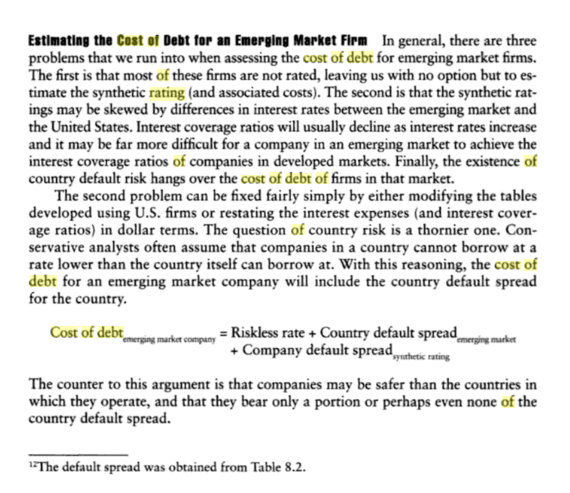 Estimating the Cost of Debt for an Emerging Market Firm In general, there are three
problems that we run into when assessing the cost of debt for emerging market firms.
The first is that most of these firms are not rated, leaving us with no option but to es-
timate the synthetic rating (and associated costs). The second is that the synthetic rat-
ings may be skewed by differences in interest rates between the emerging market and
the United States. Interest coverage ratios will usually decline as interest rates increase
and it may be far more difficult for a company in an emerging market to achieve the
interest coverage ratios of companies in developed markets. Finally, the existence of
country default risk hangs over the cost of debt of firms in that market.
The second problem can be fixed fairly simply by either modifying the tables
developed using U.S. firms or restating the interest expenses (and interest cover-
age ratios) in dollar terms. The question of country risk is a thornier one. Con-
servative analysts often assume that companies in a country cannot borrow at a
rate lower than the country itself can borrow at. With this reasoning, the cost of
debt for an emerging market company will include the country default spread
for the country.
Cost of debt emerging market company = Riskless rate + Country default spread emerging market
+ Company default spread synthetic rating
The counter to this argument is that companies may be safer than the countries in
which they operate, and that they bear only a portion or perhaps even none of the
country default spread.
12The default spread was obtained from Table 8.2.